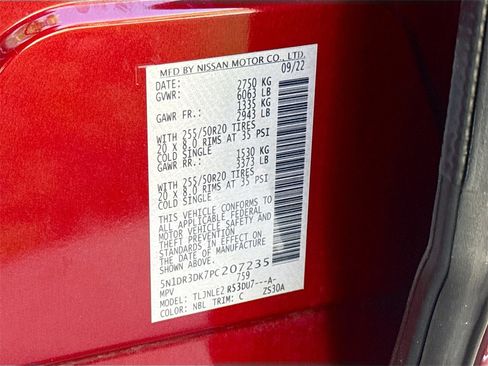 MFD BY NISSAN MOTOR CO., LTD.
DATE: 09/22
GVWR: 2750 KG
6063 LB
GAWR FR: 1335 KG
2943 LB
WITH 255/50R20 TIRES
20 X 8.0 RIMS AT 35 PSI
COLD SINGLE
GAWR RR: 1530 KG
3373 LB
WITH 255/50R20 TIRES
20 X 8.0 RIMS AT 35 PSI
COLD SINGLE
THIS VEHICLE CONFORMS TO
ALL APPLICABLE FEDERAL
MOTOR VEHICLE SAFETY AND
THEFT PREVENTION
STANDARDS IN EFFECT ON
THE DATE OF MANUFACTURE
SHOWN ABOVE.
5N1DR3DK7PC207235
MPV 759
MODEL: TLJNLE2 R53DU7---A-
COLOR: NBL TRIM: C ZS30A